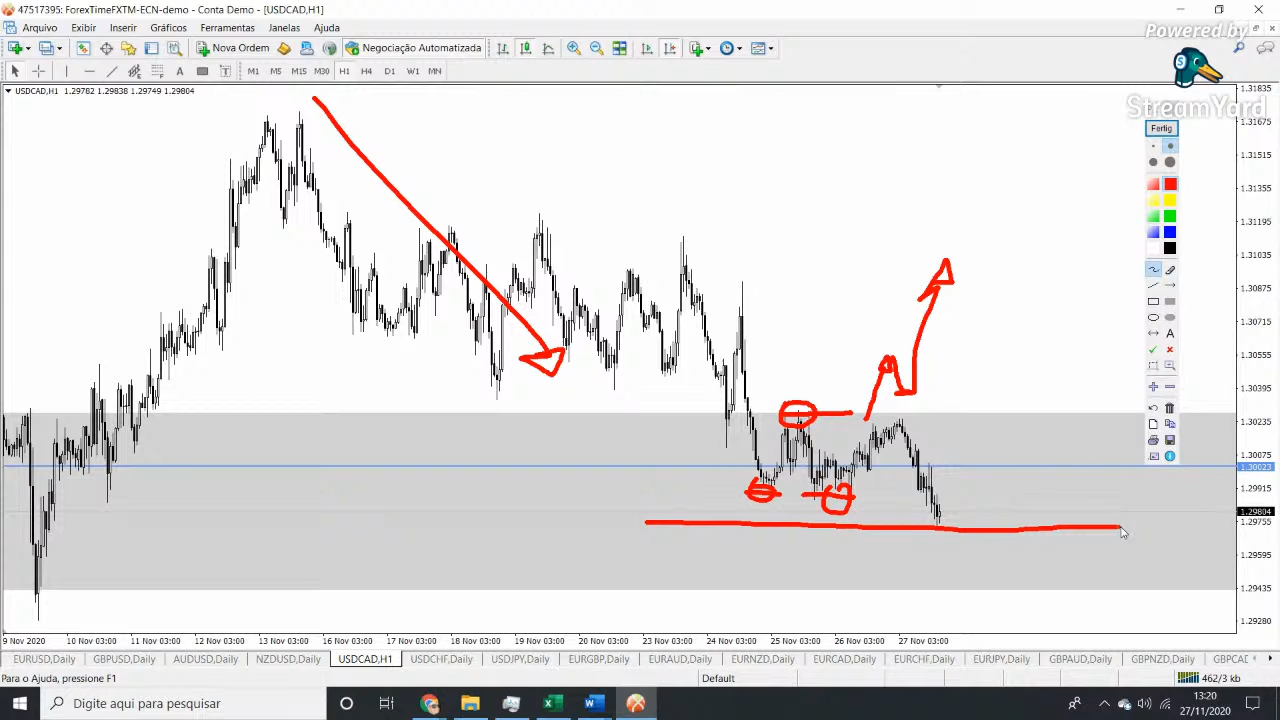 47515395: ForexTimeFXTM-ECN-demo - Conta Demo - [USDCAD,H1]
Powered by
StreamYard
Arquivo Exibir Inserir Gráficos Ferramentas Janelas Ajuda
Nova Ordem Negociação Automatizada
M1 M5 M15 M30 H1 H4 D1 W1 MN
USDCAD,H1 1.29782 1.29838 1.29749 1.29804
Fertig
1.31835
1.31675
1.31515
1.31355
1.31195
1.31035
1.30875
1.30715
1.30555
1.30395
1.30235
1.30075
1.30023
1.29915
1.29804
1.29755
1.29595
1.29435
1.29280
9 Nov 2020 10 Nov 03:00 11 Nov 03:00 12 Nov 03:00 13 Nov 03:00 16 Nov 03:00 17 Nov 03:00 18 Nov 03:00 19 Nov 03:00 20 Nov 03:00 23 Nov 03:00 24 Nov 03:00 25 Nov 03:00 26 Nov 03:00 27 Nov 03:00
EURUSD,Daily GBPUSD,Daily AUDUSD,Daily NZDUSD,Daily USDCAD,H1 USDCHF,Daily USDJPY,Daily EURGBP,Daily EURAUD,Daily EURNZD,Daily EURCAD,Daily EURCHF,Daily EURJPY,Daily GBPAUD,Daily GBPNZD,Daily GBPCAD
Para o Ajuda, pressione F1 Default 462/3 kb
Digite aqui para pesquisar
13:20
27/11/2020